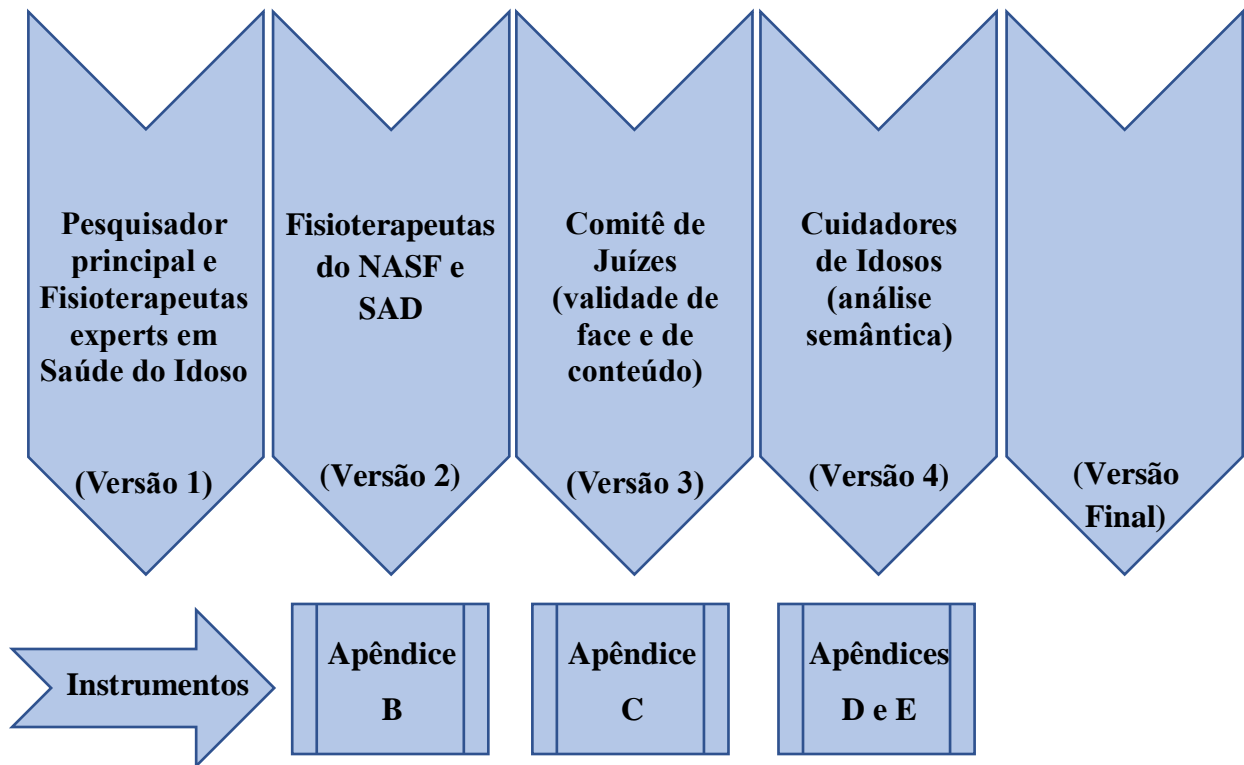 Pesquisador
principal e
Fisioterapeutas
experts em
Saúde do Idoso
(Versão 1)
Fisioterapeutas
do NASF e
SAD
(Versão 2)
Comitê de
Juízes
(validade de
face e de
conteúdo)
(Versão 3)
Cuidadores
de Idosos
(análise
semântica)
(Versão 4)
(Versão
Final)
Instrumentos
Apêndice
B
Apêndice
C
Apêndices
D e E